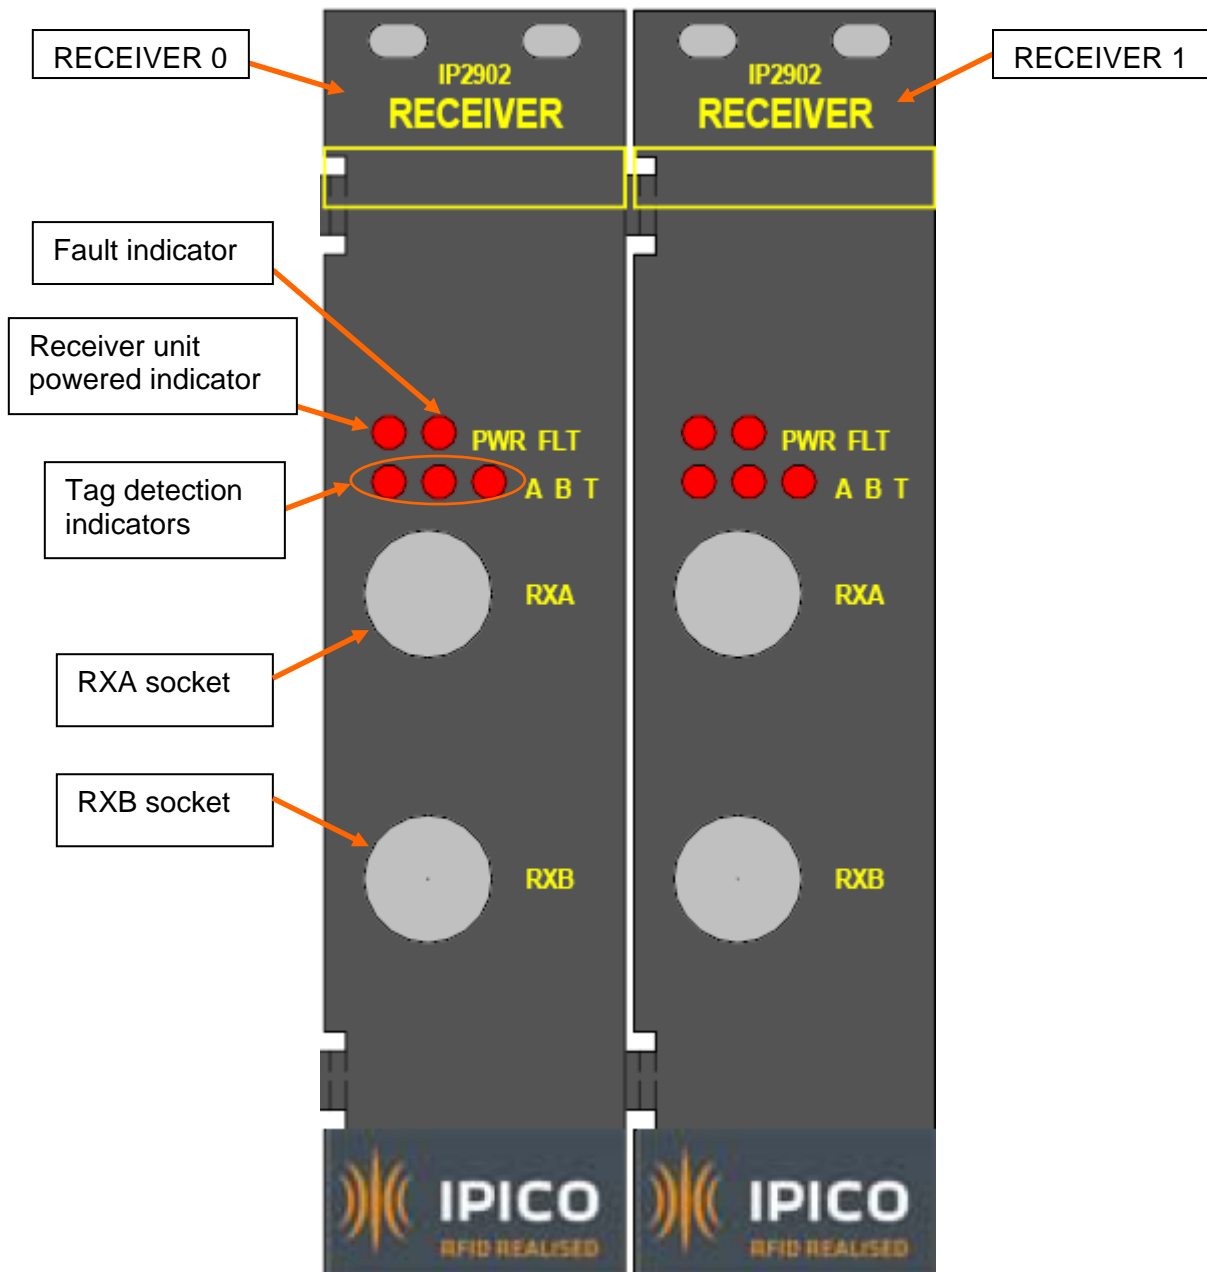 RECEIVER 0
RECEIVER 1
IP2902
RECEIVER
IP2902
RECEIVER
Fault indicator
Receiver unit
powered indicator
PWR FLT
PWR FLT
Tag detection
indicators
A B T
A B T
RXA
RXA
RXA socket
RXB socket
RXB
RXB
IPICO
RFID REALISED
IPICO
RFID REALISED